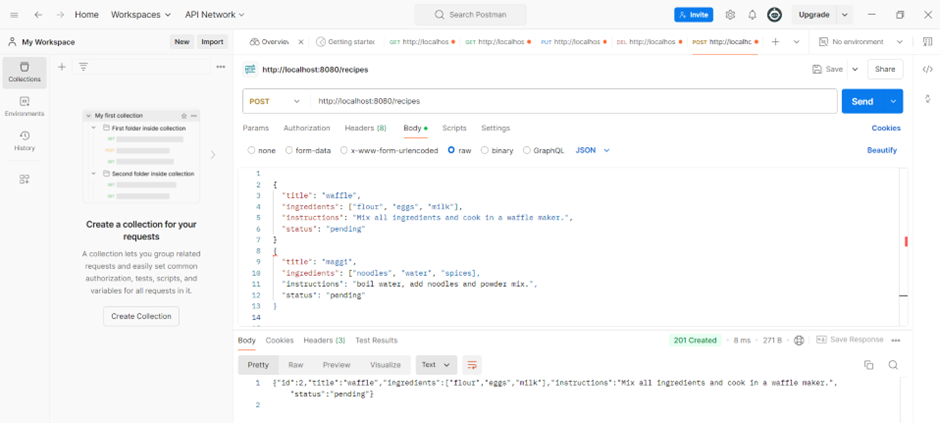 Home Workspaces API Network Search Postman Invite Upgrade
My Workspace New Import Overview Getting started GET http://localhos GET http://localhos PUT http://localhos DEL http://localhos POST http://localhc No environment
Collections
Environments
History
My first collection
First folder inside collection
Second folder inside collection
Create a collection for your
requests
A collection lets you group related
requests and easily set common
authorization, tests, scripts, and
variables for all requests in it.
Create Collection
http://localhost:8080/recipes Save Share
POST http://localhost:8080/recipes Send
Params Authorization Headers (8) Body Scripts Settings Cookies
none form-data x-www-form-urlencoded raw binary GraphQL JSON Beautify
1
2 {
3 "title": "waffle",
4 "ingredients": ["flour", "eggs", "milk"],
5 "instructions": "Mix all ingredients and cook in a waffle maker.",
6 "status": "pending"
7 }
8 {
9 "title": "maggi",
10 "ingredients": ["noodles", "water", "spices],
11 "instructions": "boil water, add noodles and powder mix.",
12 "status": "pending"
13 }
14
Body Cookies Headers (3) Test Results 201 Created 8 ms 271 B Save Response
Pretty Raw Preview Visualize Text
1 {"id":2,"title":"waffle","ingredients":["flour","eggs","milk"],"instructions":"Mix all ingredients and cook in a waffle maker.",
"status":"pending"}
2